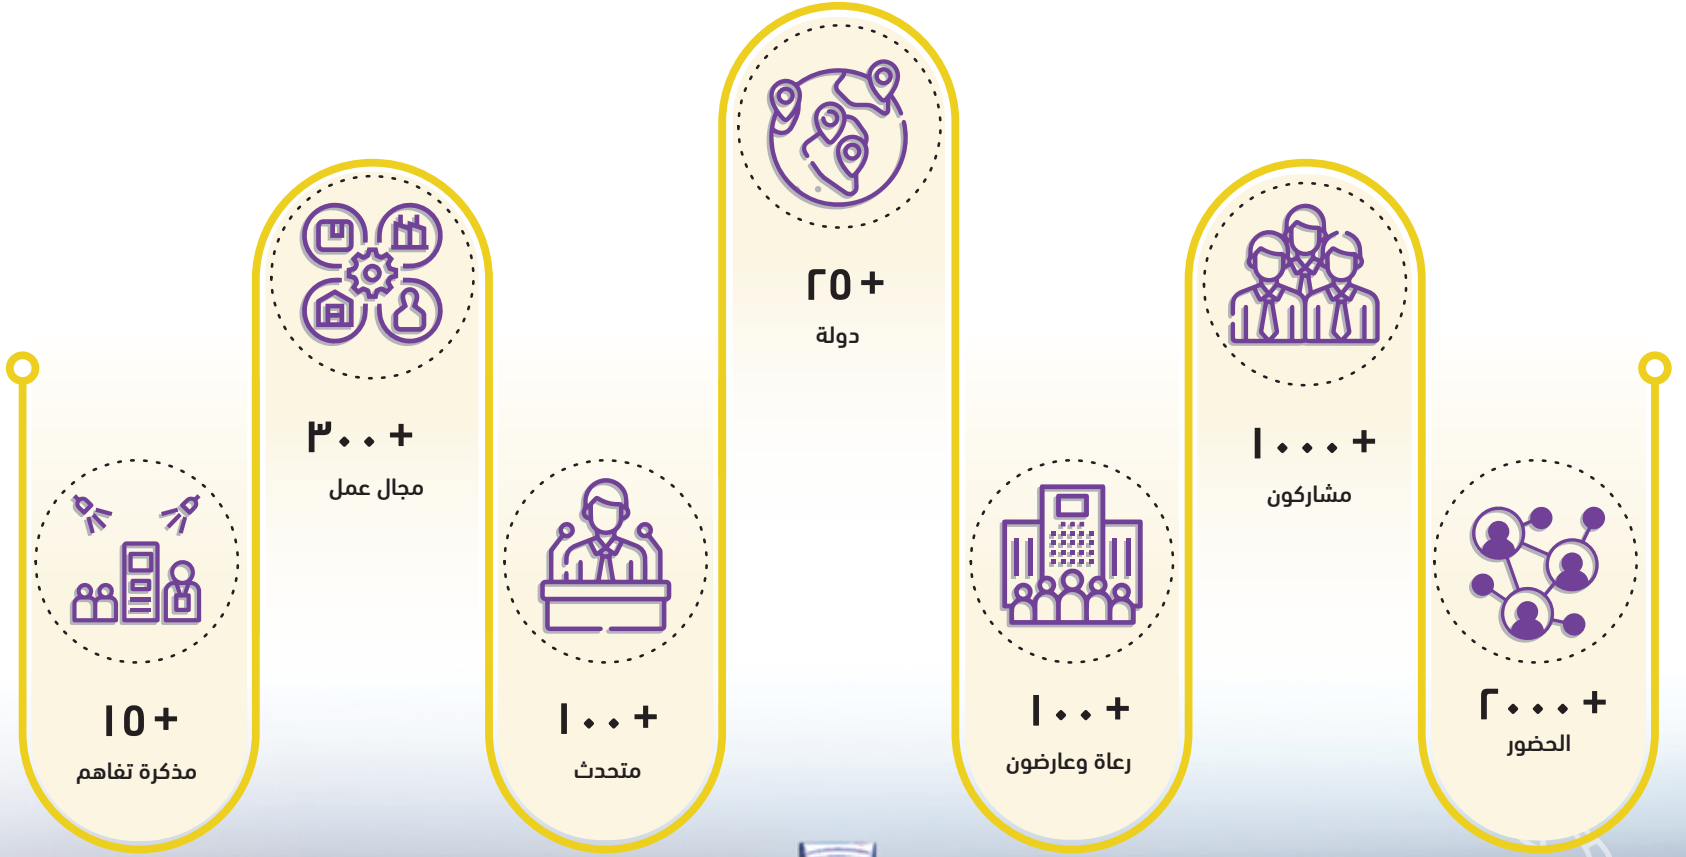 +٢٠٠٠
الحضور
+١٠٠٠
مشاركون
+١٠٠
رعاة وعارضون
+٢٥
دولة
+١٠٠
متحدث
+٣٠٠
مجال عمل
+١٥
مذكرة تفاهم